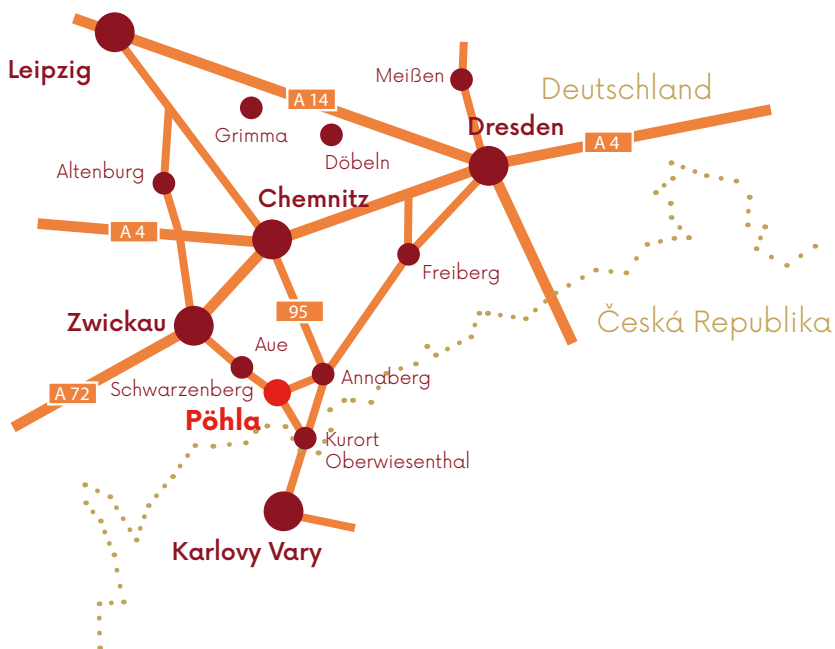 Leipzig
Meißen
Deutschland
A 14
Grimma
Dresden
Döbeln
A 4
Altenburg
Chemnitz
A 4
Freiberg
95
Zwickau
Česká Republika
Aue
Annaberg
A 72
Schwarzenberg
Pöhla
Kurort
Oberwiesenthal
Karlovy Vary